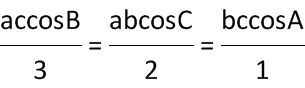 accosB/3 = abcosC/2 = bccosA/1